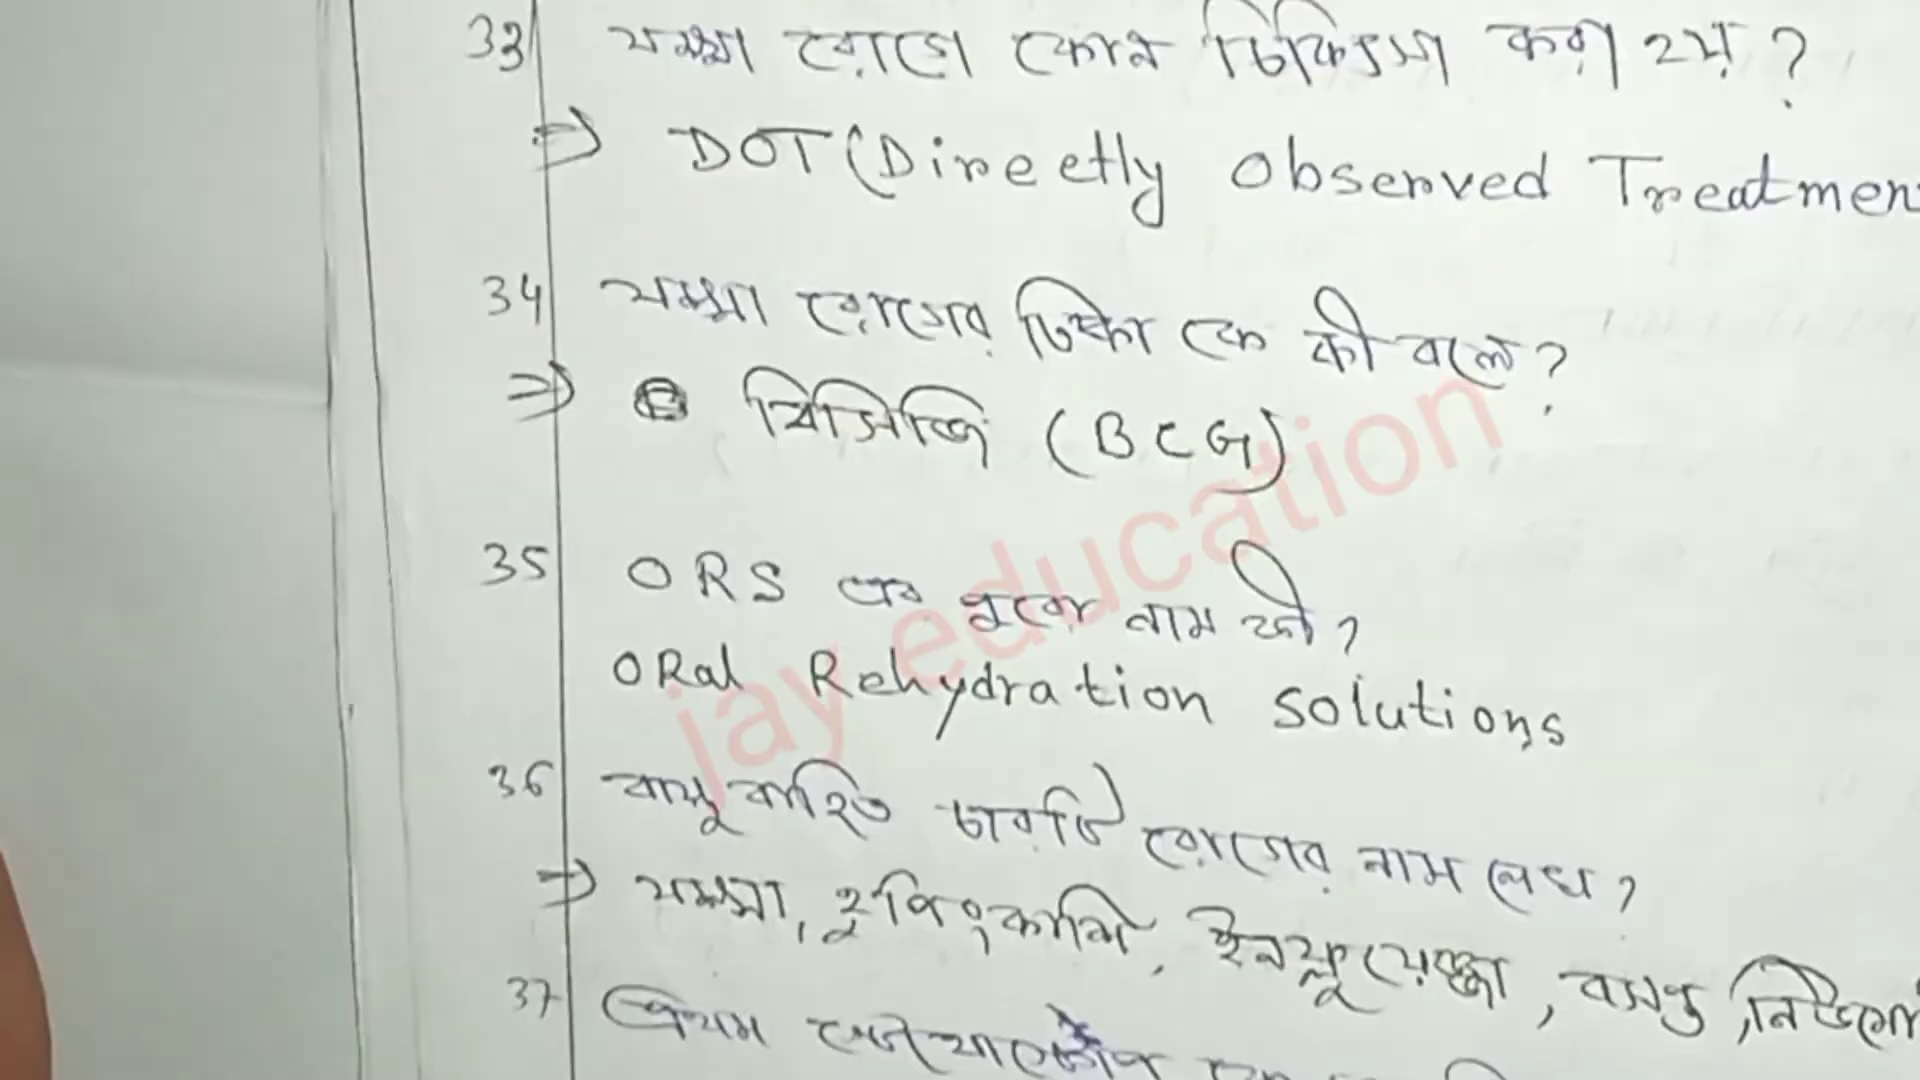 33 যক্ষ্মা রোগে কোন চিকিৎসা করা হয়?
⇒ DOT (Directly Observed Treatmen
34 যক্ষ্মা রোগের টিকা কে কী বলে?
⇒ বিসিজি (BCG)
35 ORS এর পুরো নাম কী?
ORal Rehydration Solutions
36 বায়ুবাহিত চারটি রোগের নাম লেখ?
⇒ যক্ষ্মা, হুপিংকাশি, ইনফ্লুয়েঞ্জা, বসন্ত,
37 প্রথম
jay education